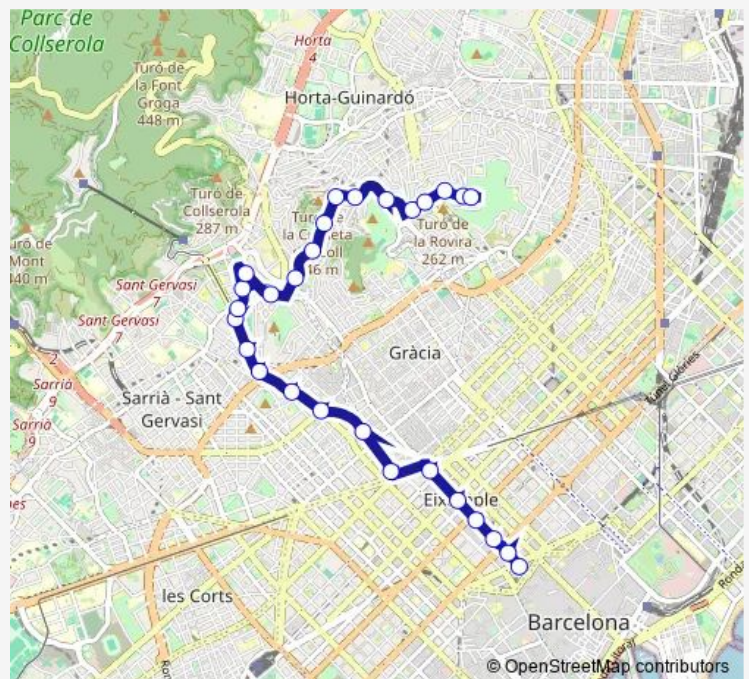 Parc de
Collserola
Horta
4
Turó de
la Font
Groga
448 m
Horta-Guinardó
Turó de
Collserola
287 m
Turó de
la Rovira
262 m
Mont
Sant Gervasi
7
Sant Gervasi
7
2
Sarrià
9
Sarrià
9
Gràcia
Sarrià - Sant
Gervasi
les Corts
Barcelona
© OpenStreetMap contributors